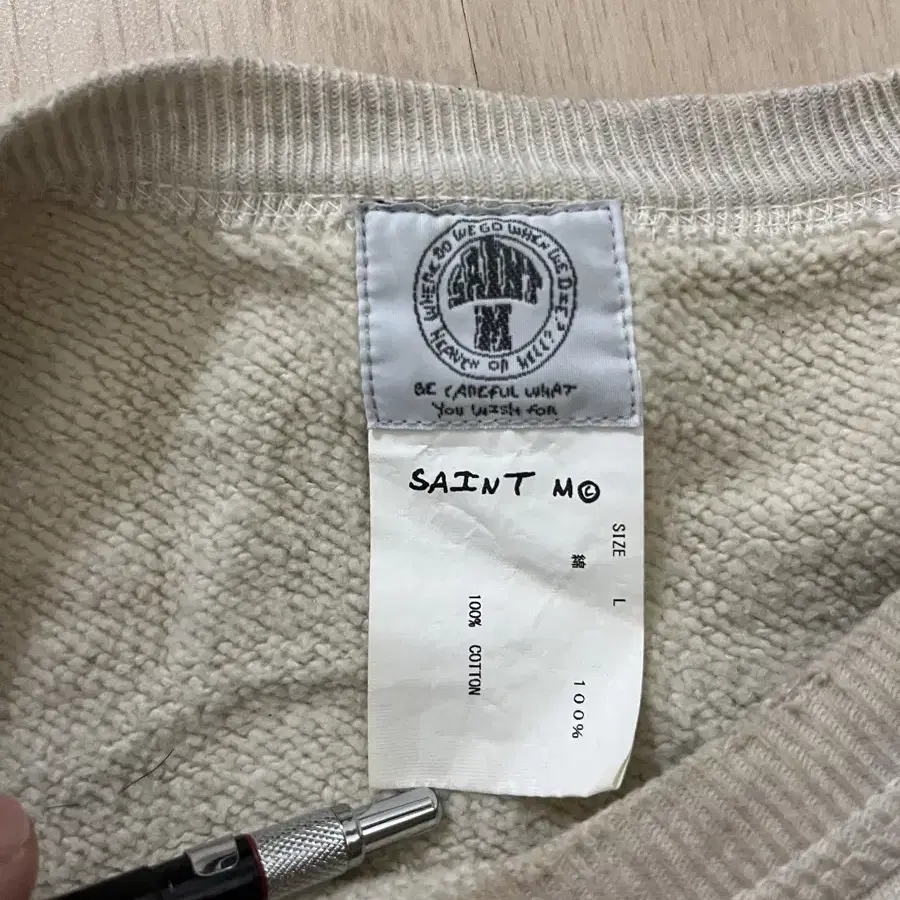 WHERE DO WE GO WHEN WE DIE?
HEAVEN OR HELL?
SAINT
M
BE CAREFUL WHAT
YOU WISH FOR
SAINT M©
SIZE L
綿 100%
100% COTTON